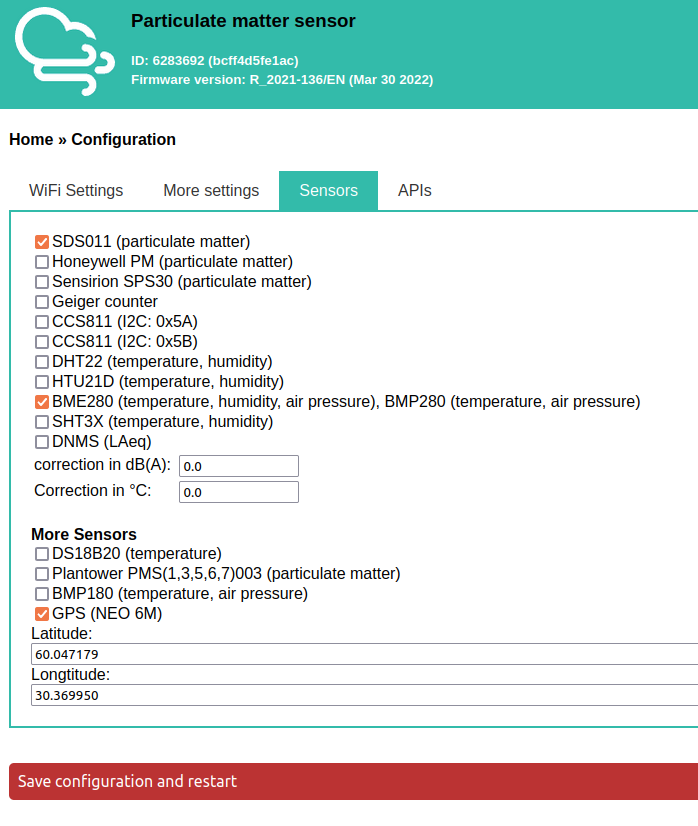 Particulate matter sensor
ID: 6283692 (bcff4d5fe1ac)
Firmware version: R_2021-136/EN (Mar 30 2022)
Home » Configuration
WiFi Settings More settings Sensors APIs
SDS011 (particulate matter)
Honeywell PM (particulate matter)
Sensirion SPS30 (particulate matter)
Geiger counter
CCS811 (I2C: 0x5A)
CCS811 (I2C: 0x5B)
DHT22 (temperature, humidity)
HTU21D (temperature, humidity)
BME280 (temperature, humidity, air pressure), BMP280 (temperature, air pressure)
SHT3X (temperature, humidity)
DNMS (LAeq)
correction in dB(A): 0.0
Correction in °C: 0.0
More Sensors
DS18B20 (temperature)
Plantower PMS(1,3,5,6,7)003 (particulate matter)
BMP180 (temperature, air pressure)
GPS (NEO 6M)
Latitude:
60.047179
Longtitude:
30.369950
Save configuration and restart